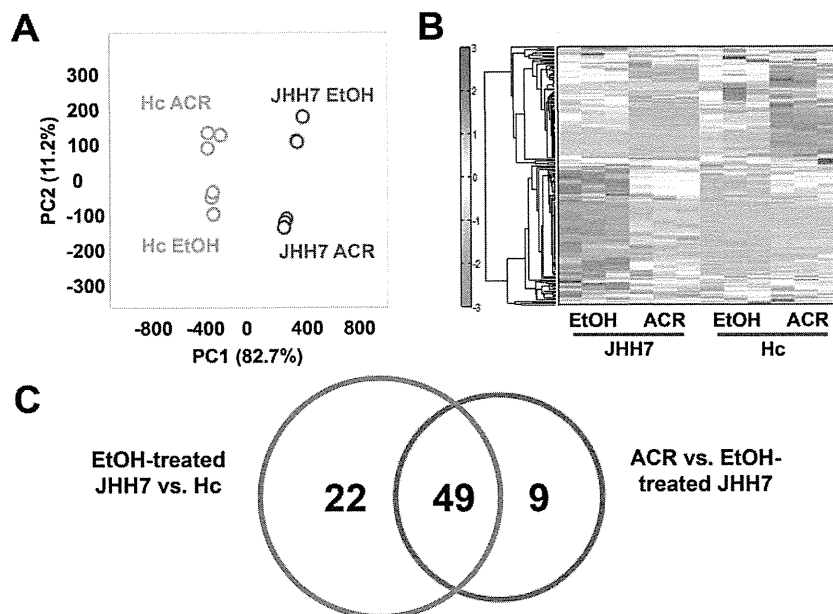 A
300
200
100
0
-100
-200
-300
PC2 (11.2%)
Hc ACR
JHH7 EtOH
Hc EtOH
JHH7 ACR
-800 -400 0 400 800
PC1 (82.7%)
B
3
2
1
0
-1
-2
-3
EtOH ACR EtOH ACR
JHH7 Hc
C
EtOH-treated
JHH7 vs. Hc
22 49 9
ACR vs. EtOH-
treated JHH7